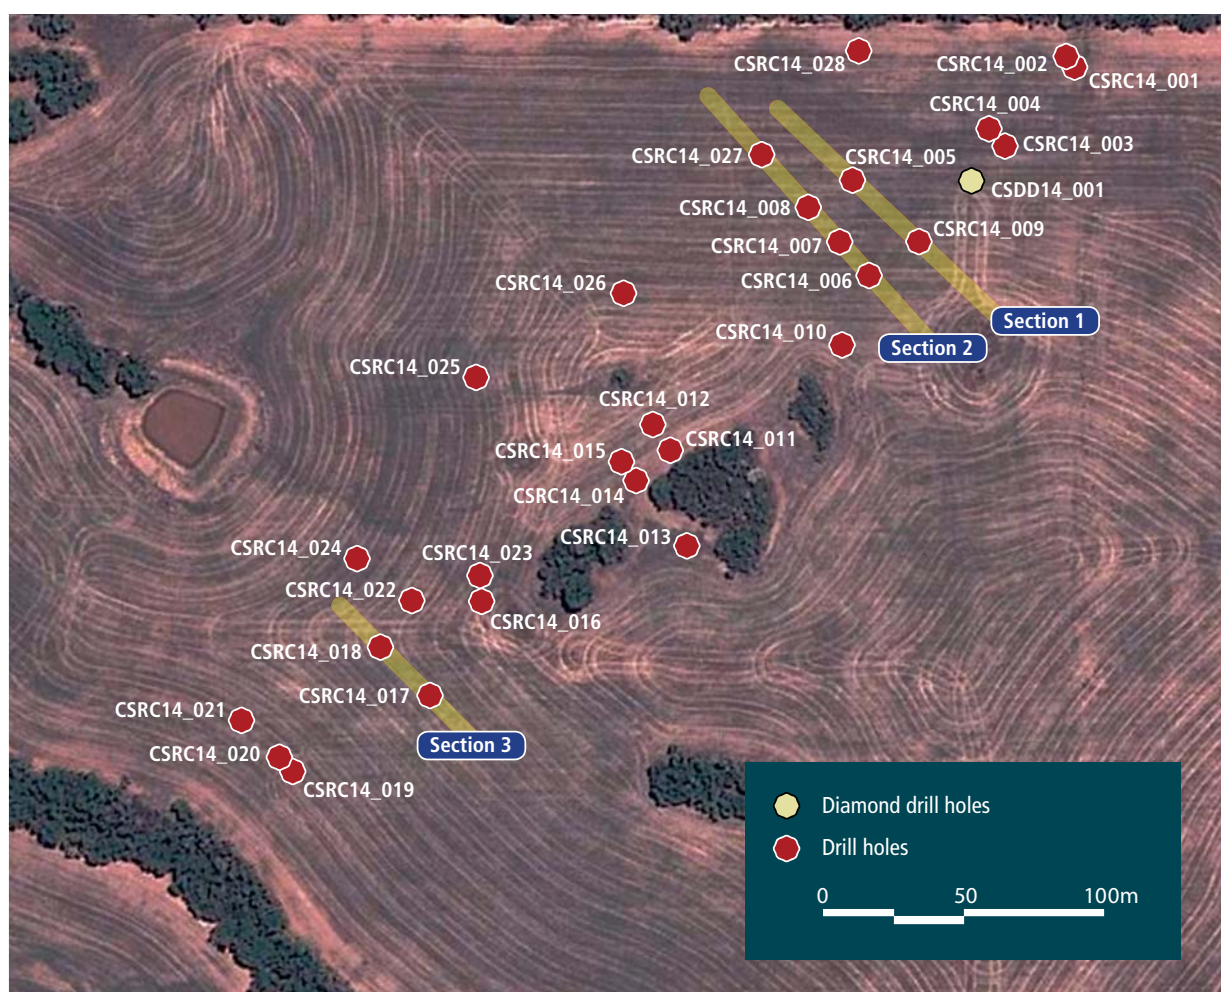 CSRC14_028
CSRC14_002
CSRC14_001
CSRC14_004
CSRC14_003
CSRC14_027
CSRC14_005
CSDD14_001
CSRC14_008
CSRC14_009
CSRC14_007
CSRC14_006
CSRC14_026
Section 1
CSRC14_010
Section 2
CSRC14_025
CSRC14_012
CSRC14_011
CSRC14_015
CSRC14_014
CSRC14_013
CSRC14_024
CSRC14_023
CSRC14_022
CSRC14_016
CSRC14_018
CSRC14_017
CSRC14_021
Section 3
CSRC14_020
CSRC14_019
Diamond drill holes
Drill holes
0 50 100m